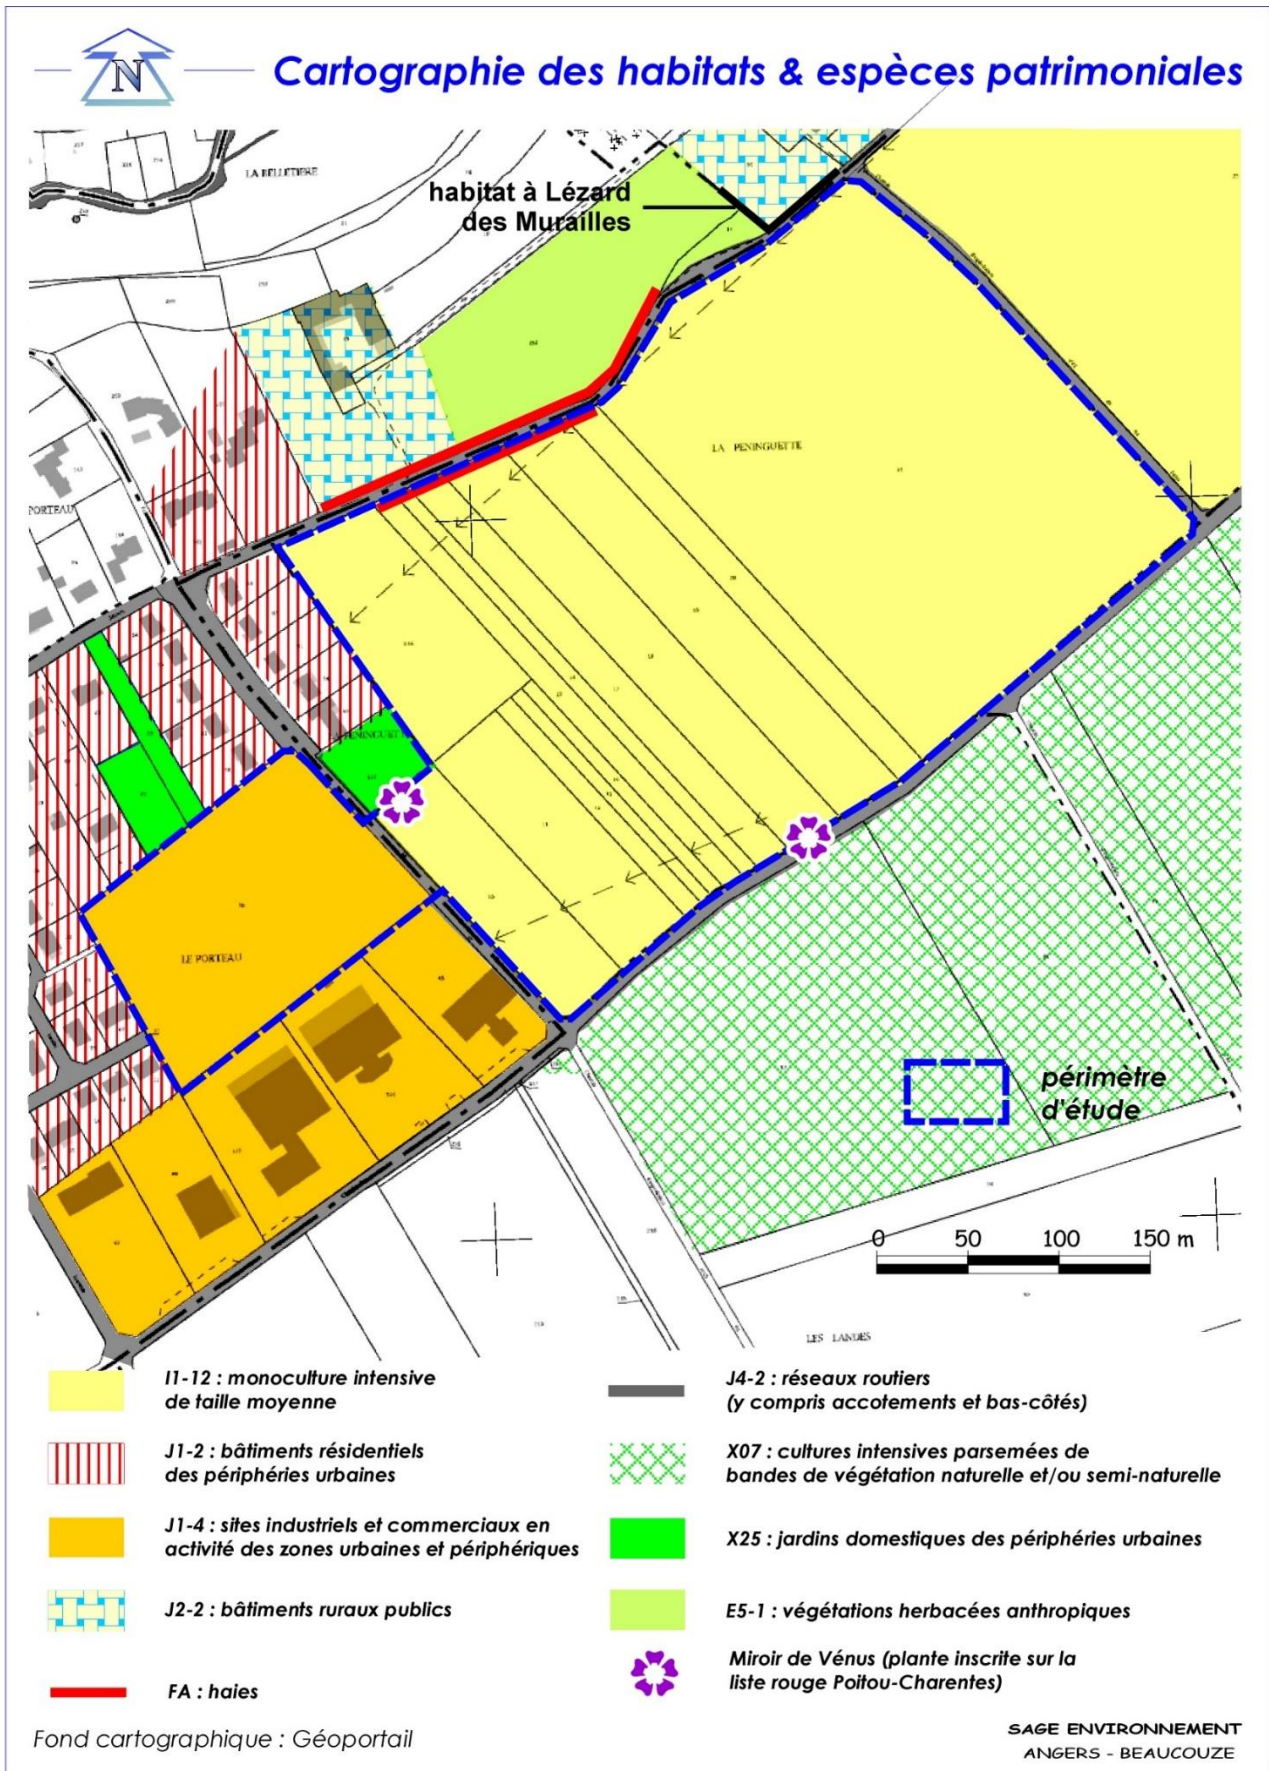 N
Cartographie des habitats & espèces patrimoniales
LA BELLETIERE
habitat à Lézard
des Murailles
LA PENINGUETTE
PORTEAU
LA PENINGUETTE
LE PORTEAU
périmètre
d'étude
0 50 100 150 m
LES LANDES
I1-12 : monoculture intensive
de taille moyenne
J1-2 : bâtiments résidentiels
des périphéries urbaines
J1-4 : sites industriels et commerciaux en
activité des zones urbaines et périphériques
J2-2 : bâtiments ruraux publics
FA : haies
J4-2 : réseaux routiers
(y compris accotements et bas-côtés)
X07 : cultures intensives parsemées de
bandes de végétation naturelle et/ou semi-naturelle
X25 : jardins domestiques des périphéries urbaines
E5-1 : végétations herbacées anthropiques
Miroir de Vénus (plante inscrite sur la
liste rouge Poitou-Charentes)
Fond cartographique : Géoportail
SAGE ENVIRONNEMENT
ANGERS - BEAUCOUZE